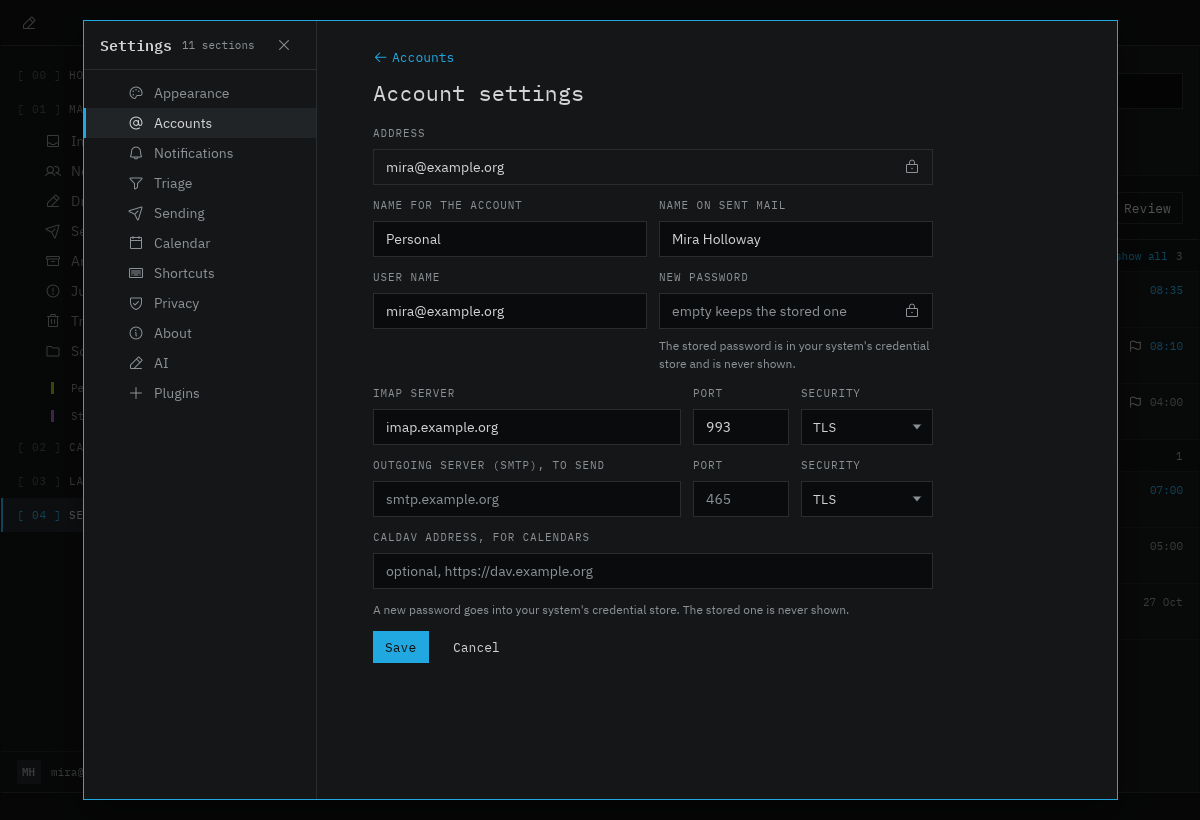 Settings 11 sections
Appearance
Accounts
Notifications
Triage
Sending
Calendar
Shortcuts
Privacy
About
AI
Plugins
← Accounts
Account settings
ADDRESS
mira@example.org
NAME FOR THE ACCOUNT NAME ON SENT MAIL
Personal Mira Holloway
USER NAME NEW PASSWORD
mira@example.org empty keeps the stored one
The stored password is in your system's credential
store and is never shown.
IMAP SERVER PORT SECURITY
imap.example.org 993 TLS
OUTGOING SERVER (SMTP), TO SEND PORT SECURITY
smtp.example.org 465 TLS
CALDAV ADDRESS, FOR CALENDARS
optional, https://dav.example.org
A new password goes into your system's credential store. The stored one is never shown.
Save Cancel
[ 00 ]
[ 01 ]
[ 02 ]
[ 03 ]
[ 04 ]
MH mira@
Review
show all 3
08:35
08:10
04:00
1
07:00
05:00
27 Oct